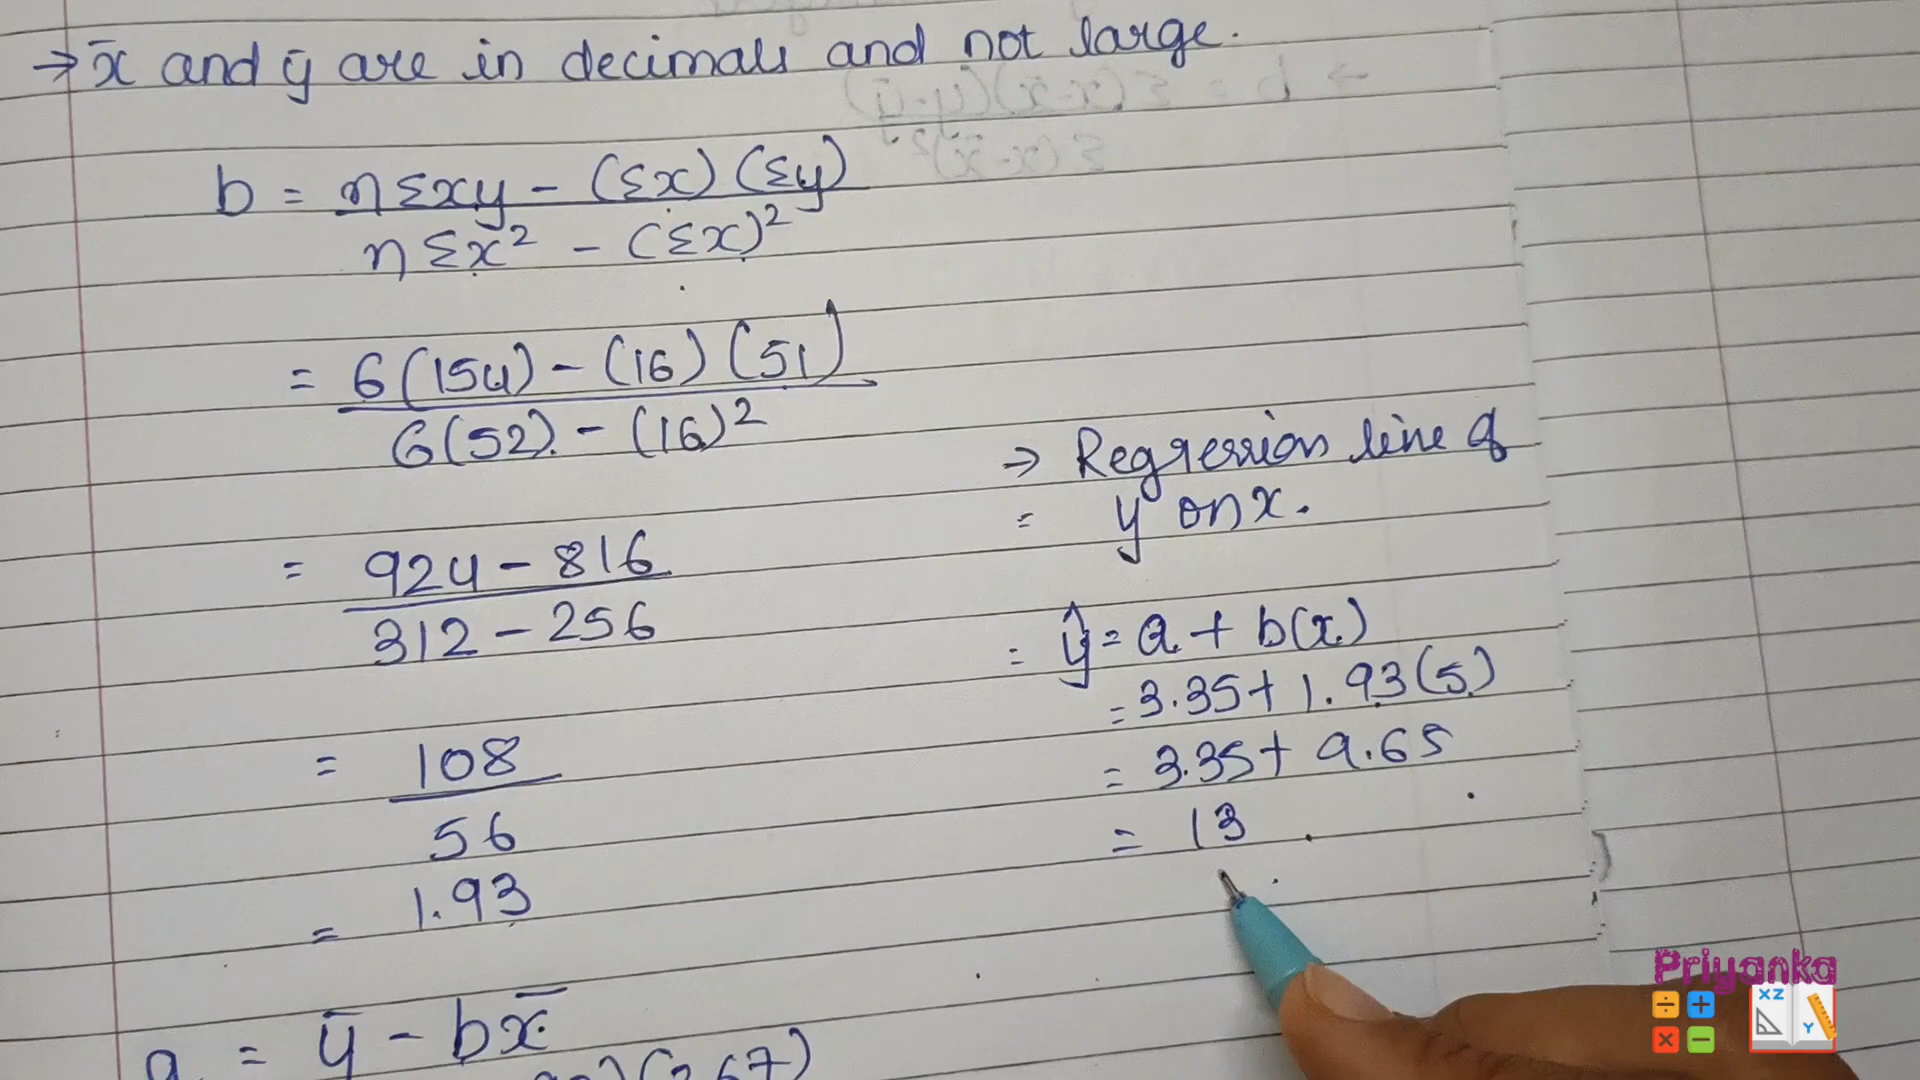 → x̄ and ȳ are in decimals and not large.
b = nΣxy - (Σx)(Σy)
nΣx² - (Σx)²
= 6(154) - (16)(51)
6(52) - (16)²
= 924 - 816
312 - 256
= 108
56
= 1.93
a = ȳ - bx̄
⇒ Regression line of
= y on x.
= ŷ = a + b(x)
= 3.35 + 1.93(5)
= 3.35 + 9.65
= 13
Priyanka
XZ
Y